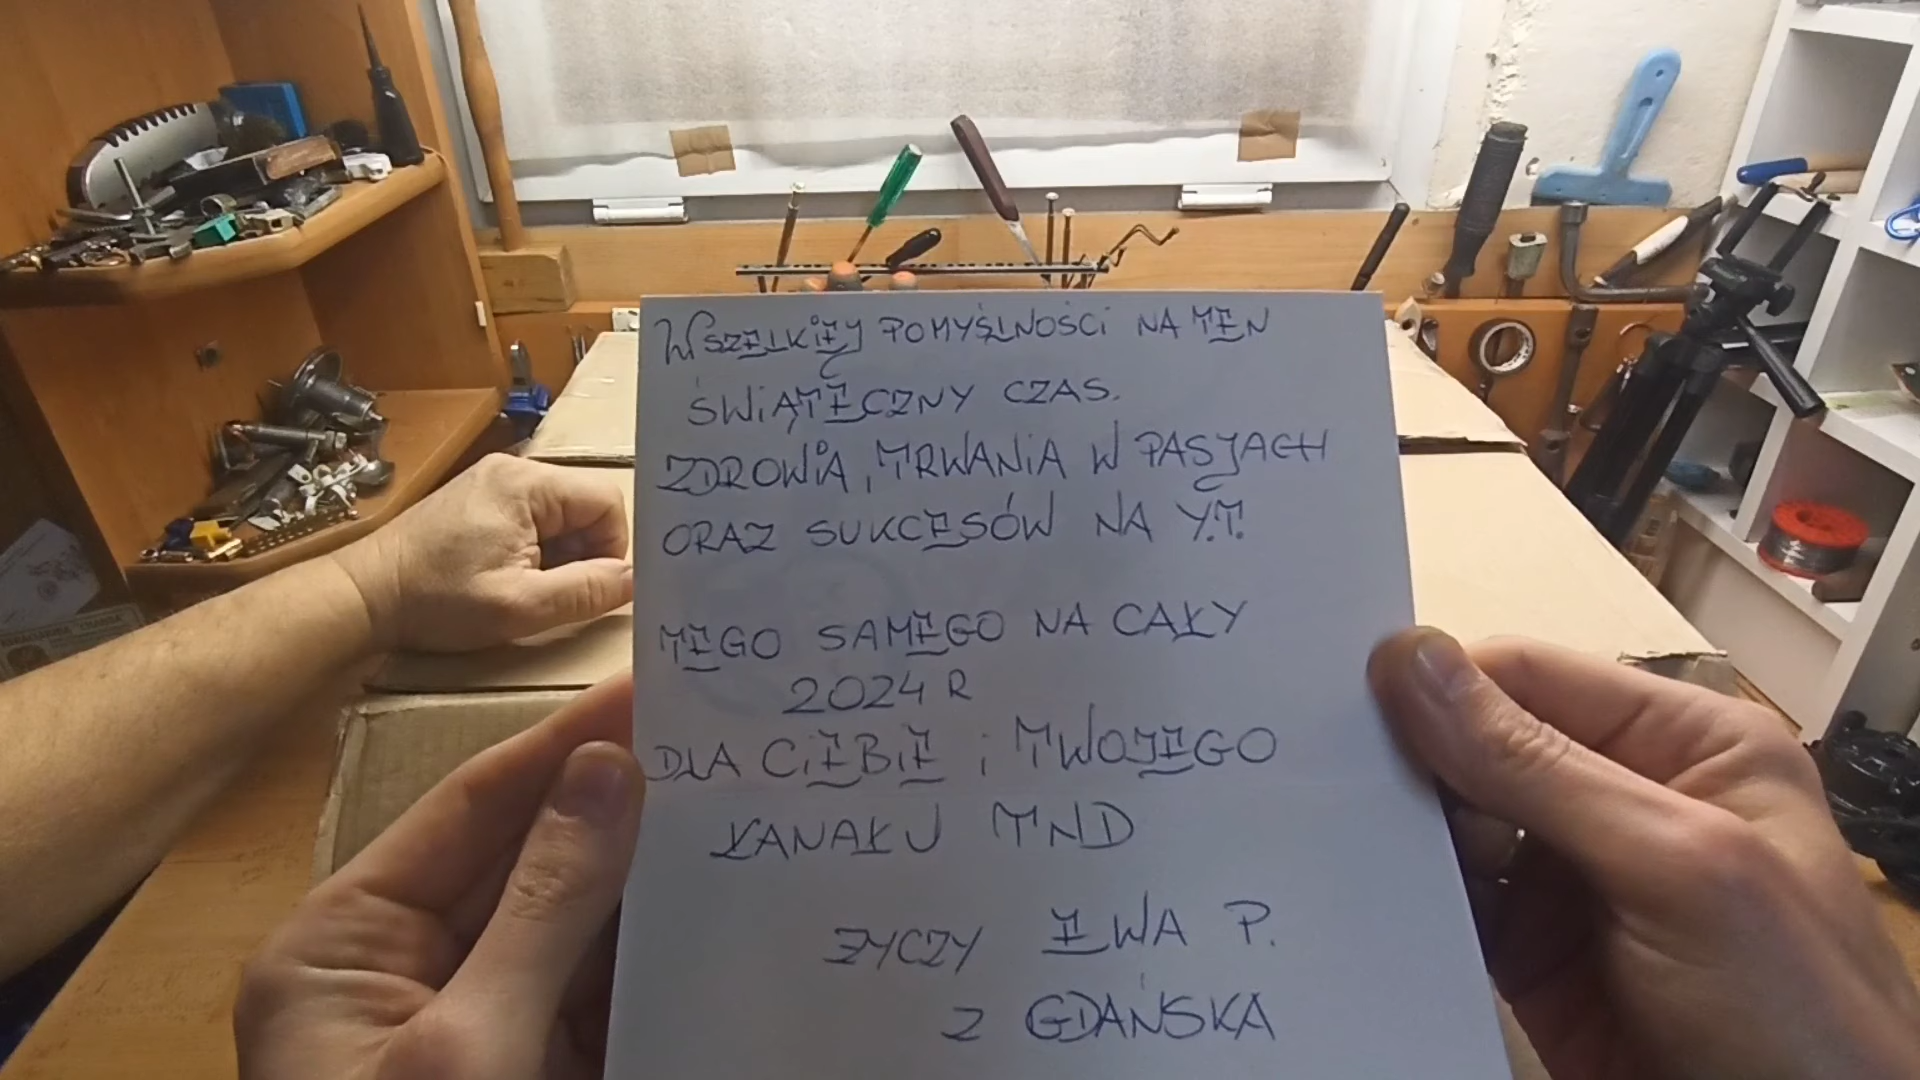 WSZELKIEJ POMYŚLNOŚCI NA TEN
ŚWIĄTECZNY CZAS.
ZDROWIA, TRWANIA W PASJACH
ORAZ SUKCESÓW NA Y.T.
TEGO SAMEGO NA CAŁY
2024 R
DLA CIEBIE i TWOJEGO
KANAŁU TND
ZYCZY EWA P.
Z GDAŃSKA